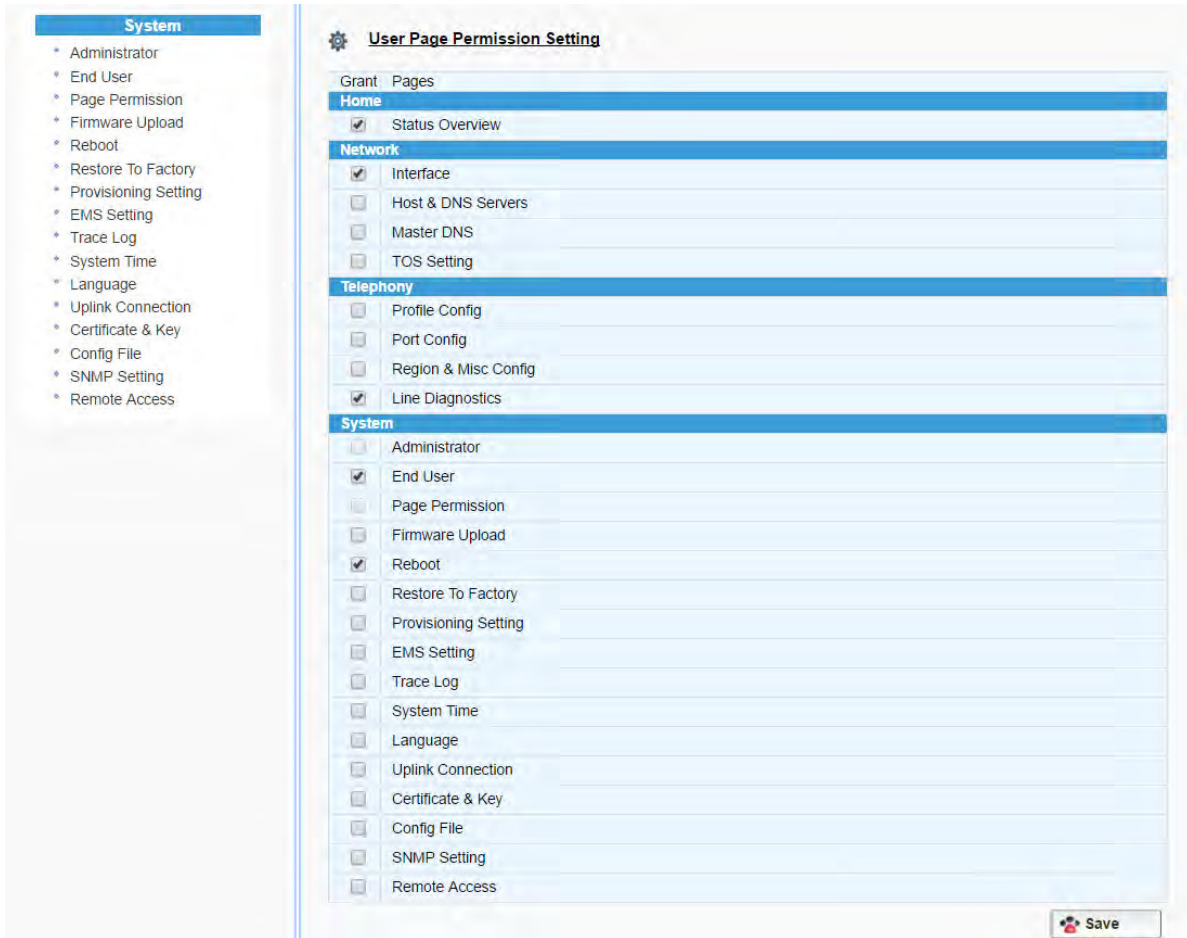 System
Administrator
End User
Page Permission
Firmware Upload
Reboot
Restore To Factory
Provisioning Setting
EMS Setting
Trace Log
System Time
Language
Uplink Connection
Certificate & Key
Config File
SNMP Setting
Remote Access
User Page Permission Setting
Grant Pages
Home
Status Overview
Network
Interface
Host & DNS Servers
Master DNS
TOS Setting
Telephony
Profile Config
Port Config
Region & Misc Config
Line Diagnostics
System
Administrator
End User
Page Permission
Firmware Upload
Reboot
Restore To Factory
Provisioning Setting
EMS Setting
Trace Log
System Time
Language
Uplink Connection
Certificate & Key
Config File
SNMP Setting
Remote Access
Save